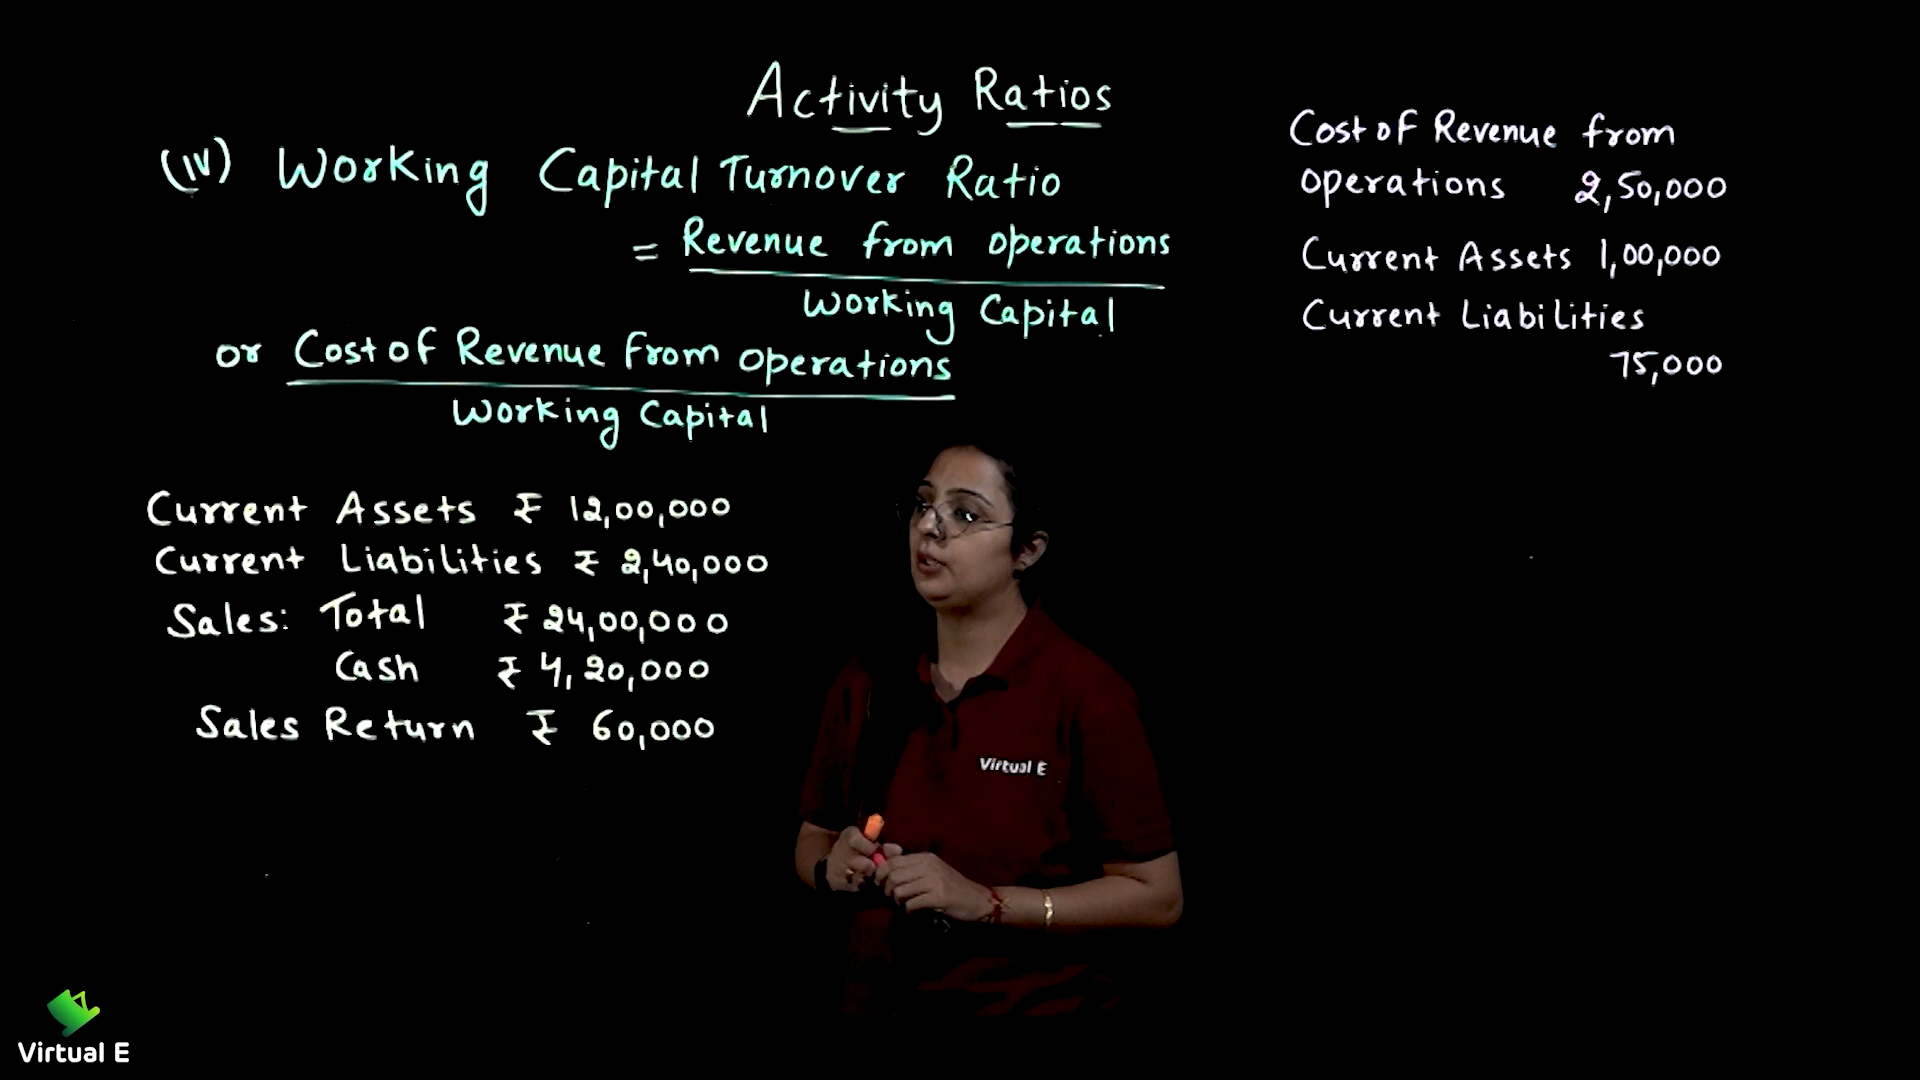 Activity Ratios
(IV) Working Capital Turnover Ratio
= Revenue from operations
Working Capital
or Cost of Revenue from operations
Working Capital
Current Assets ₹ 12,00,000
Current Liabilities ₹ 2,40,000
Sales: Total ₹ 24,00,000
Cash ₹ 4,20,000
Sales Return ₹ 60,000
Cost of Revenue from
operations 2,50,000
Current Assets 1,00,000
Current Liabilities
75,000
Virtual E
Virtual E